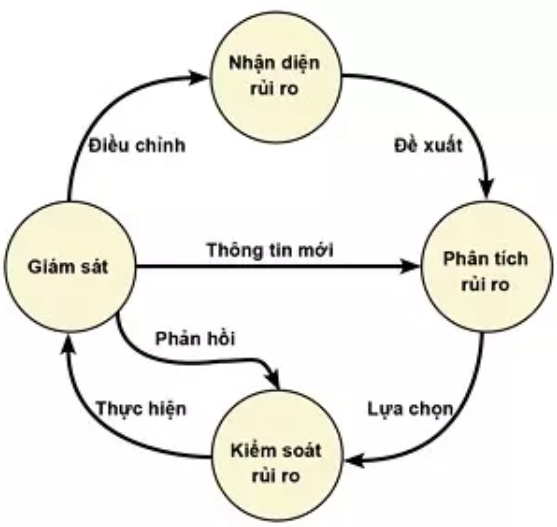 Nhận diện
rủi ro
Điều chỉnh
Đề xuất
Giám sát
Thông tin mới
Phân tích
rủi ro
Phản hồi
Thực hiện
Lựa chọn
Kiểm soát
rủi ro